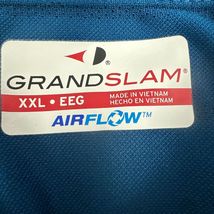 GRANDSLAM®
XXL • EEG
MADE IN VIETNAM
HECHO EN VIETNAM
AIRFLOW™